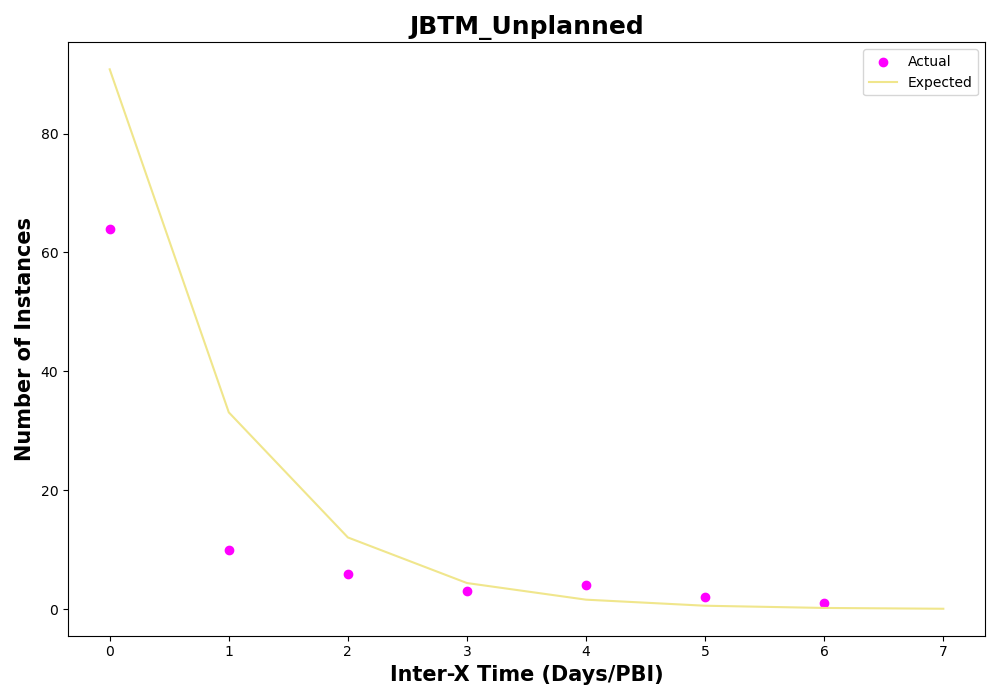 JBTM_Unplanned
Actual
Expected
Number of Instances
80
60
40
20
0
0 1 2 3 4 5 6 7
Inter-X Time (Days/PBI)